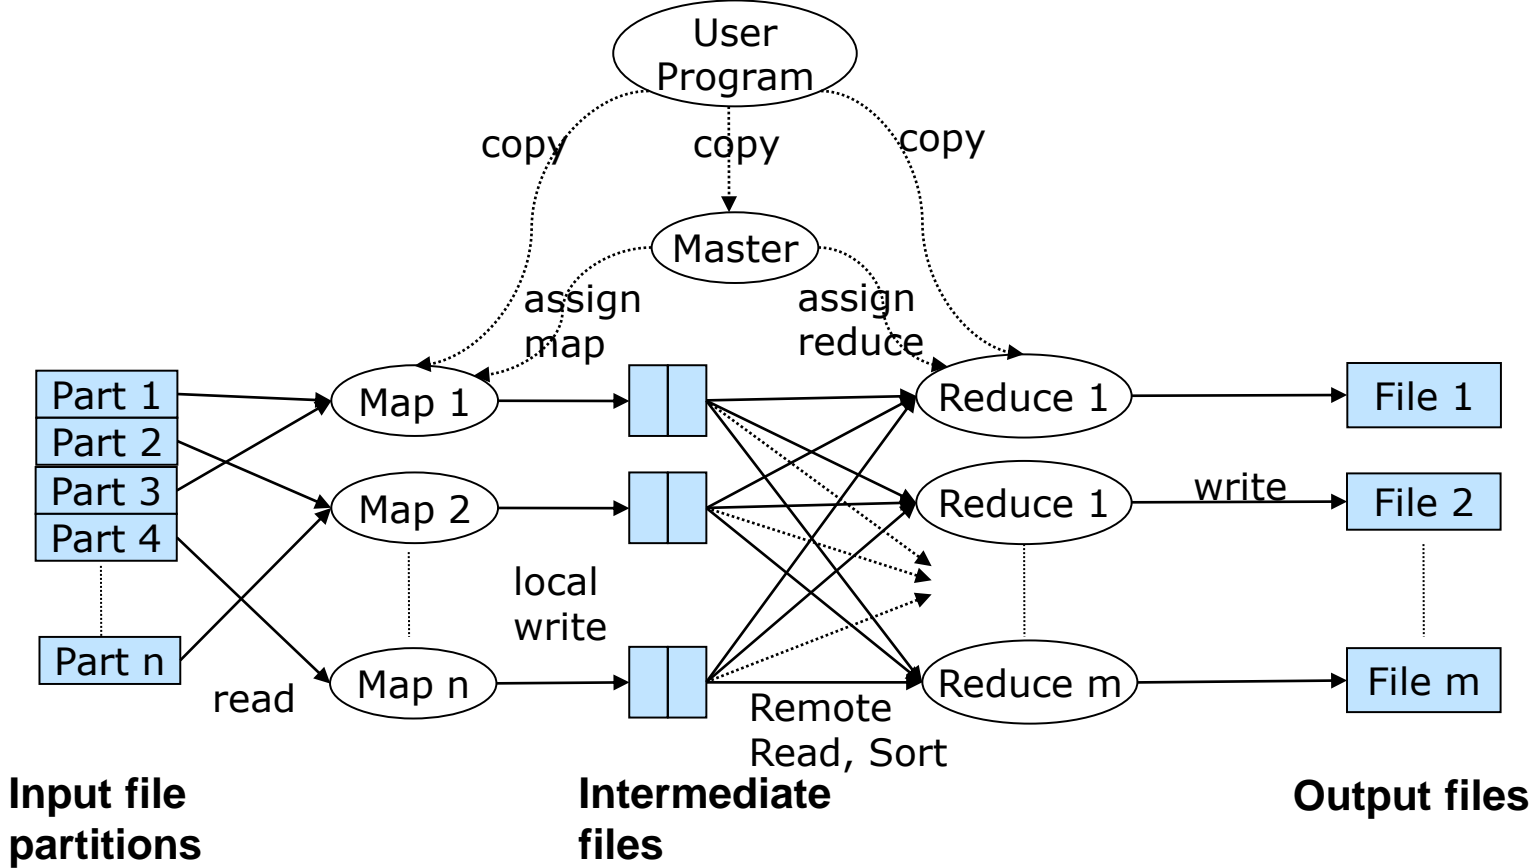 User
Program
copy
copy
copy
Master
assign
map
assign
reduce
Part 1
Part 2
Part 3
Part 4
Part n
read
Map 1
Map 2
Map n
local
write
Remote
Read, Sort
Reduce 1
Reduce 1
Reduce m
write
File 1
File 2
File m
Input file
partitions
Intermediate
files
Output files